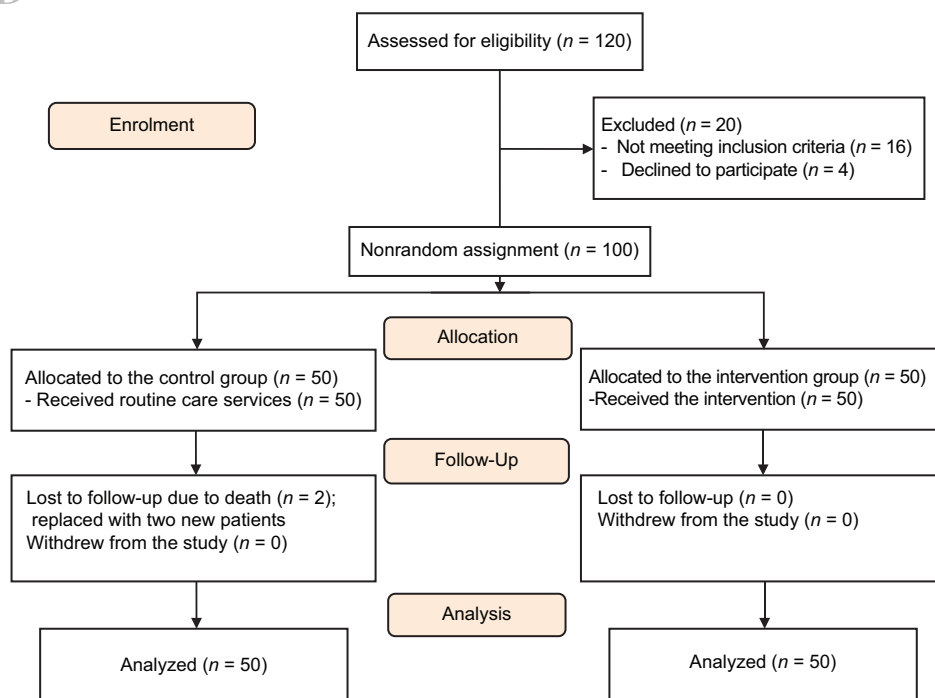 Assessed for eligibility (n = 120)
Enrolment
Excluded (n = 20)
- Not meeting inclusion criteria (n = 16)
- Declined to participate (n = 4)
Nonrandom assignment (n = 100)
Allocation
Allocated to the control group (n = 50)
- Received routine care services (n = 50)
Allocated to the intervention group (n = 50)
-Received the intervention (n = 50)
Follow-Up
Lost to follow-up due to death (n = 2);
replaced with two new patients
Withdrew from the study (n = 0)
Lost to follow-up (n = 0)
Withdrew from the study (n = 0)
Analysis
Analyzed (n = 50)
Analyzed (n = 50)